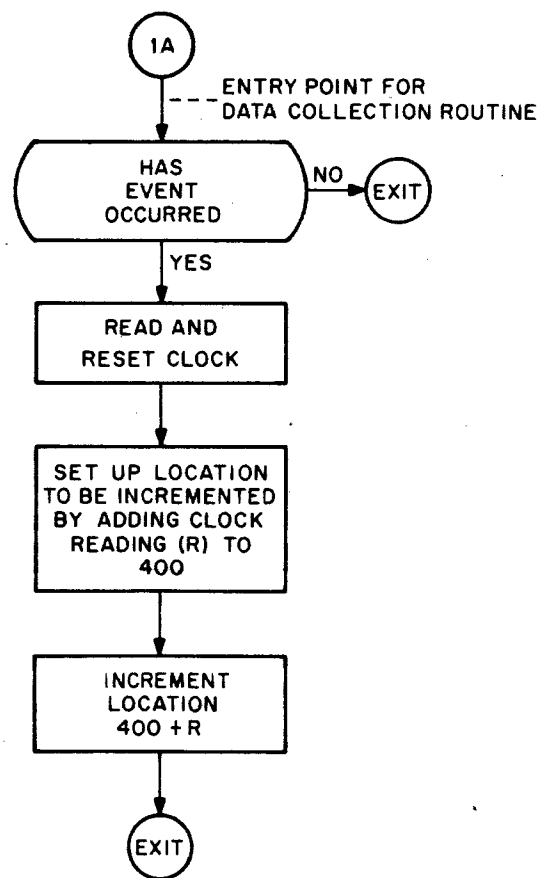 1A
ENTRY POINT FOR
DATA COLLECTION ROUTINE
HAS
EVENT
OCCURRED
NO
EXIT
YES
READ AND
RESET CLOCK
SET UP LOCATION
TO BE INCREMENTED
BY ADDING CLOCK
READING (R) TO
400
INCREMENT
LOCATION
400 + R
EXIT